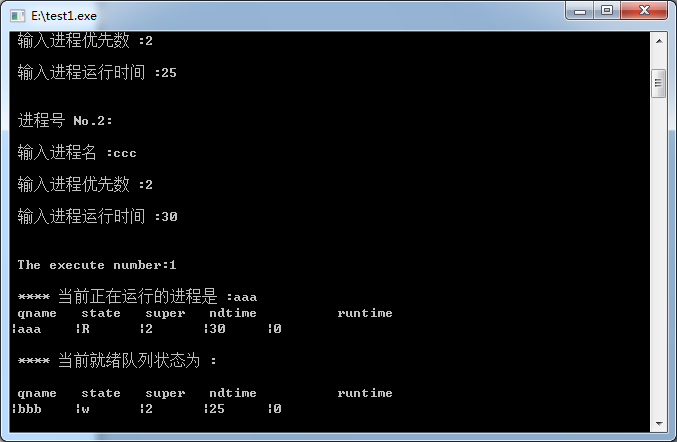 E:\test1.exe
输入进程优先数 :2
输入进程运行时间 :25
进程号 No.2:
输入进程名 :ccc
输入进程优先数 :2
输入进程运行时间 :30
The execute number:1
**** 当前正在运行的进程是 :aaa
qname state super ndtime runtime
|aaa |R |2 |30 |0
**** 当前就绪队列状态为 :
qname state super ndtime runtime
|bbb |w |2 |25 |0